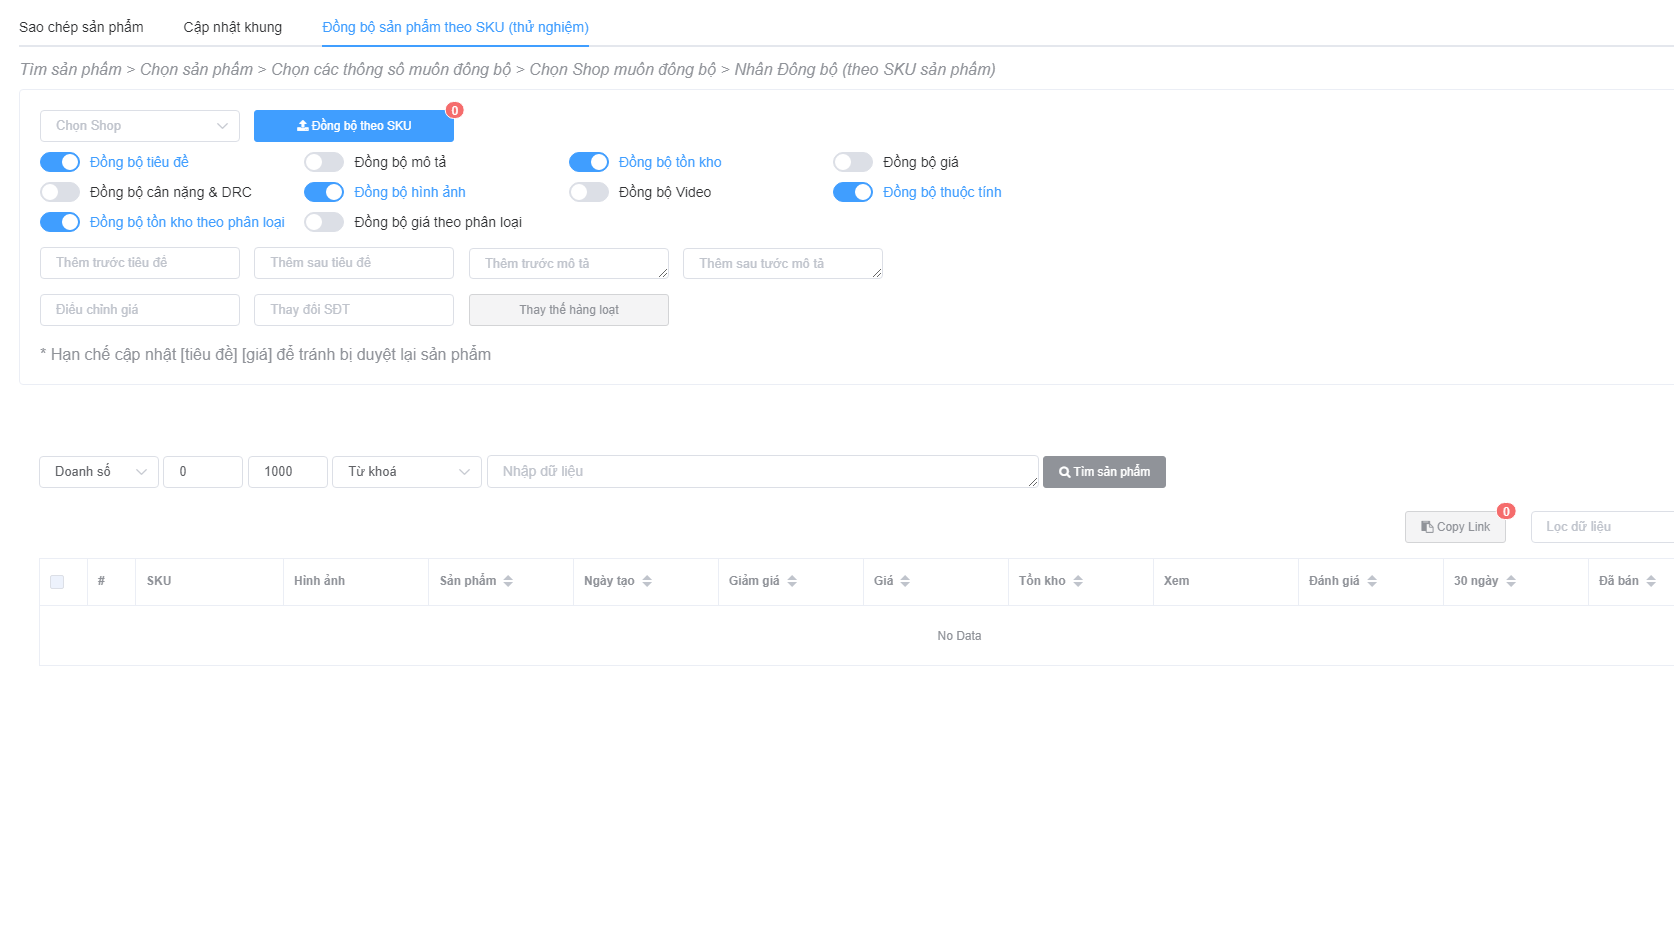 Sao chép sản phẩm Cập nhật khung Đồng bộ sản phẩm theo SKU (thử nghiệm)
Tìm sản phẩm > Chọn sản phẩm > Chọn các thông số muốn đồng bộ > Chọn Shop muốn đồng bộ > Nhấn Đồng bộ (theo SKU sản phẩm)
Chọn Shop Đồng bộ theo SKU 0
Đồng bộ tiêu đề Đồng bộ mô tả Đồng bộ tồn kho Đồng bộ giá
Đồng bộ cân nặng & DRC Đồng bộ hình ảnh Đồng bộ Video Đồng bộ thuộc tính
Đồng bộ tồn kho theo phân loại Đồng bộ giá theo phân loại
Thêm trước tiêu đề Thêm sau tiêu đề Thêm trước mô tả Thêm sau tước mô tả
Điều chỉnh giá Thay đổi SĐT Thay thế hàng loạt
* Hạn chế cập nhật [tiêu đề] [giá] để tránh bị duyệt lại sản phẩm
Doanh số 0 1000 Từ khoá Nhập dữ liệu Tìm sản phẩm
Copy Link 0 Lọc dữ liệu
# SKU Hình ảnh Sản phẩm Ngày tạo Giảm giá Giá Tồn kho Xem Đánh giá 30 ngày Đã bán
No Data